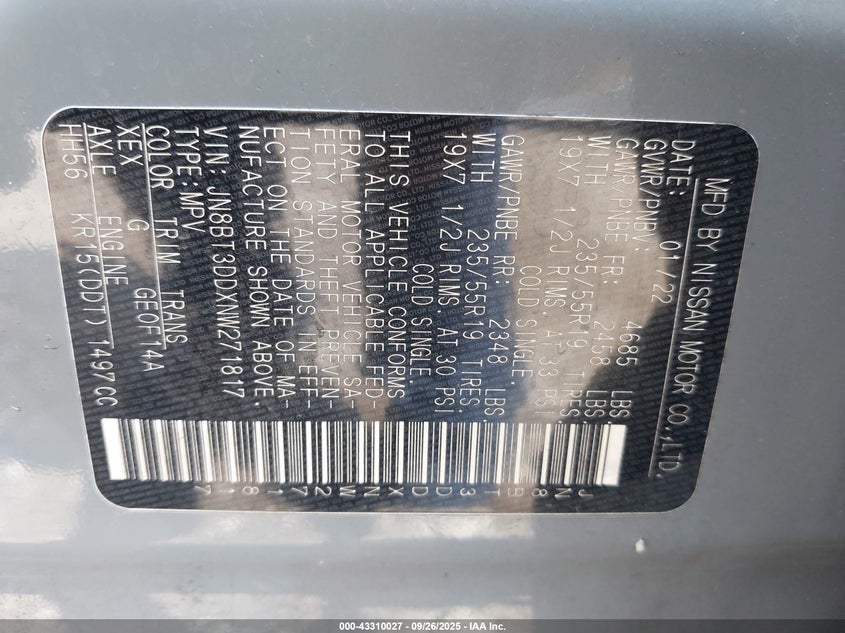 MFD BY NISSAN MOTOR CO.,LTD.
DATE: 01/22
GVWR/PNBV: 4685 LBS.
GAWR/PNBE FR: 2436 LBS.
WITH 235/55R19 TIRES,
19X7 1/2J RIMS. AT 33 PSI
COLD SINGLE.
GAWR/PNBE RR: 2348 LBS.
WITH 235/55R19 TIRES,
19X7 1/2J RIMS. AT 30 PSI
COLD SINGLE.
THIS VEHICLE CONFORMS
TO ALL APPLICABLE FED-
ERAL MOTOR VEHICLE SA-
FETY AND THEFT PREVEN-
TION STANDARDS IN EFF-
ECT ON THE DATE OF MA-
NUFACTURE SHOWN ABOVE.
VIN: JN8BT3DDXNW271817
TYPE:MPV
COLOR TRIM TRANS
XEX G GE0F14A
AXLE ENGINE
HH56 KR15(DDT) 1497CC
JN8BT3DDXNW271817
000-43310027 - 09/26/2025 - IAA Inc.